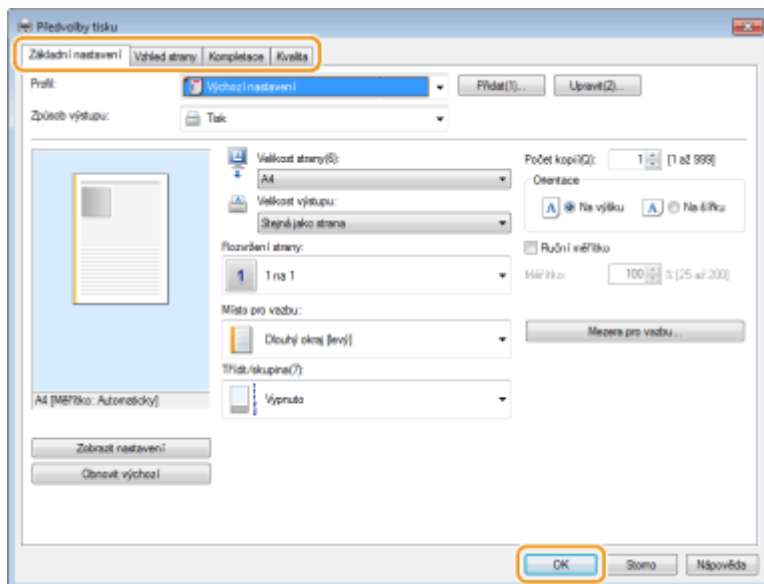 Předvolby tisku
Základní nastavení Vzhled strany Kompletace Kvalita
Profil: Výchozí nastavení Přidat(1)... Upravit(2)...
Způsob výstupu: Tisk
Velikost strany(6): Počet kopií(Q): 1 [1 až 999]
A4 Orientace
Velikost výstupu: A Na výšku A Na šířku
Stejná jako strana
Rozvržení strany: Ruční měřítko
1 1 na 1 Měřítko: 100 % [25 až 200]
Místo pro vazbu:
Dlouhý okraj [levý] Mezera pro vazbu...
Třídit/skupina(7):
Vypnuto
A4 [Měřítko: Automaticky]
Zobrazit nastavení
Obnovit výchozí
OK Storno Nápověda